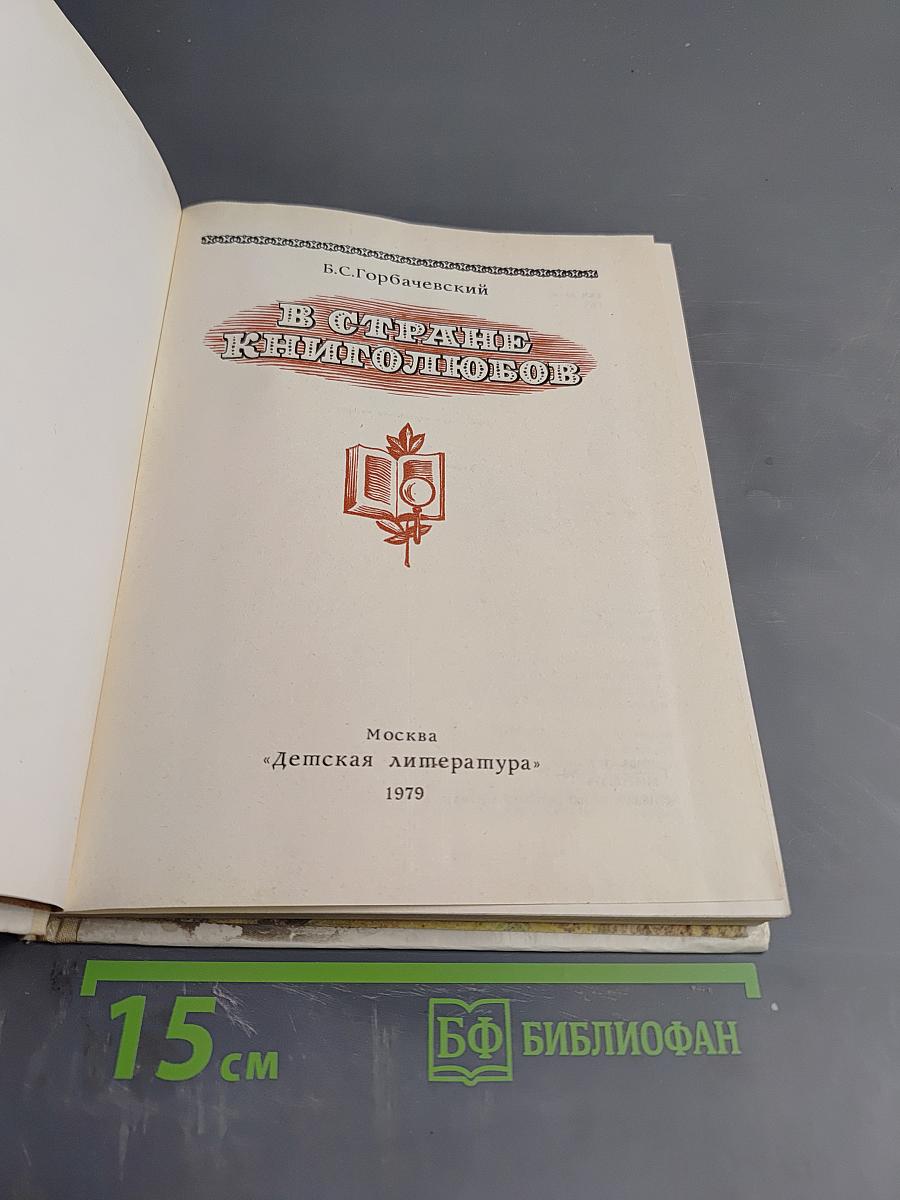 Б.С.Горбачевский
В СТРАНЕ
КНИГОЛЮБОВ
Москва
«Детская литература»
1979
15 см
БФ БИБЛИОФАН